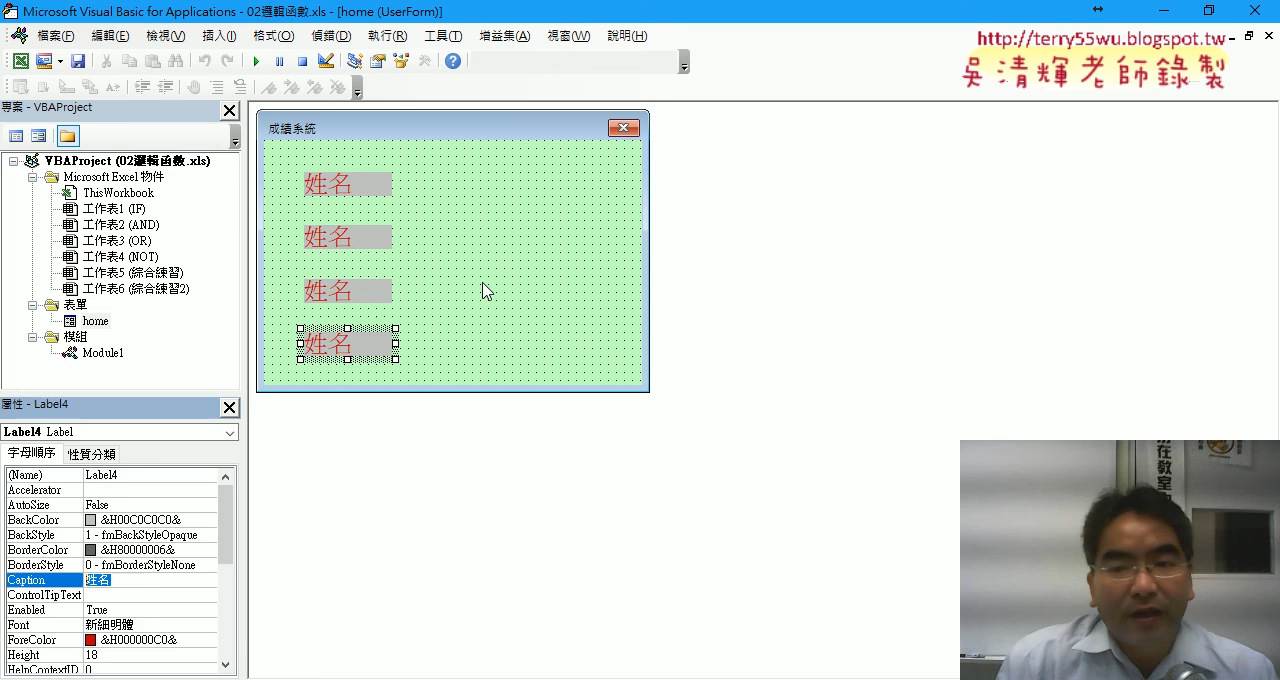 Microsoft Visual Basic for Applications - 02邏輯函數.xls - [home (UserForm)]
檔案(F) 編輯(E) 檢視(V) 插入(I) 格式(O) 偵錯(D) 執行(R) 工具(T) 增益集(A) 視窗(W) 說明(H)
http://terry55wu.blogspot.tw
吳清輝老師錄製
專案 - VBAProject
VBAProject (02邏輯函數.xls)
Microsoft Excel 物件
ThisWorkbook
工作表1 (IF)
工作表2 (AND)
工作表3 (OR)
工作表4 (NOT)
工作表5 (綜合練習)
工作表6 (綜合練習2)
表單
home
模組
Module1
成績系統
姓名
姓名
姓名
姓名
屬性 - Label4
Label4 Label
字母順序 性質分類
(Name) Label4
Accelerator
AutoSize False
BackColor &H00C0C0C0&
BackStyle 1 - fmBackStyleOpaque
BorderColor &H80000006&
BorderStyle 0 - fmBorderStyleNone
Caption 姓名
ControlTipText
Enabled True
Font 新細明體
ForeColor &H000000C0&
Height 18
HelpContextID 0
在教室